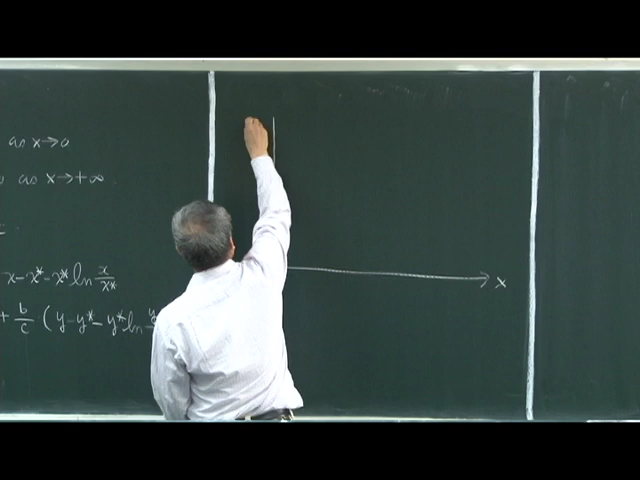 as x→0
as x→+∞.
x-x*-x*ln x/x*
+ b/c (y-y*-y*ln y
x